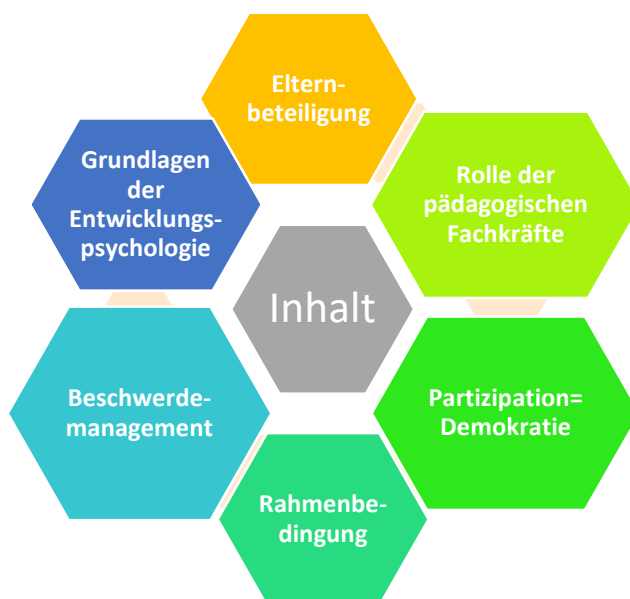 Eltern-
beteiligung
Grundlagen
der
Entwicklungs-
psychologie
Rolle der
pädagogischen
Fachkräfte
Inhalt
Beschwerde-
management
Partizipation=
Demokratie
Rahmenbe-
dingung